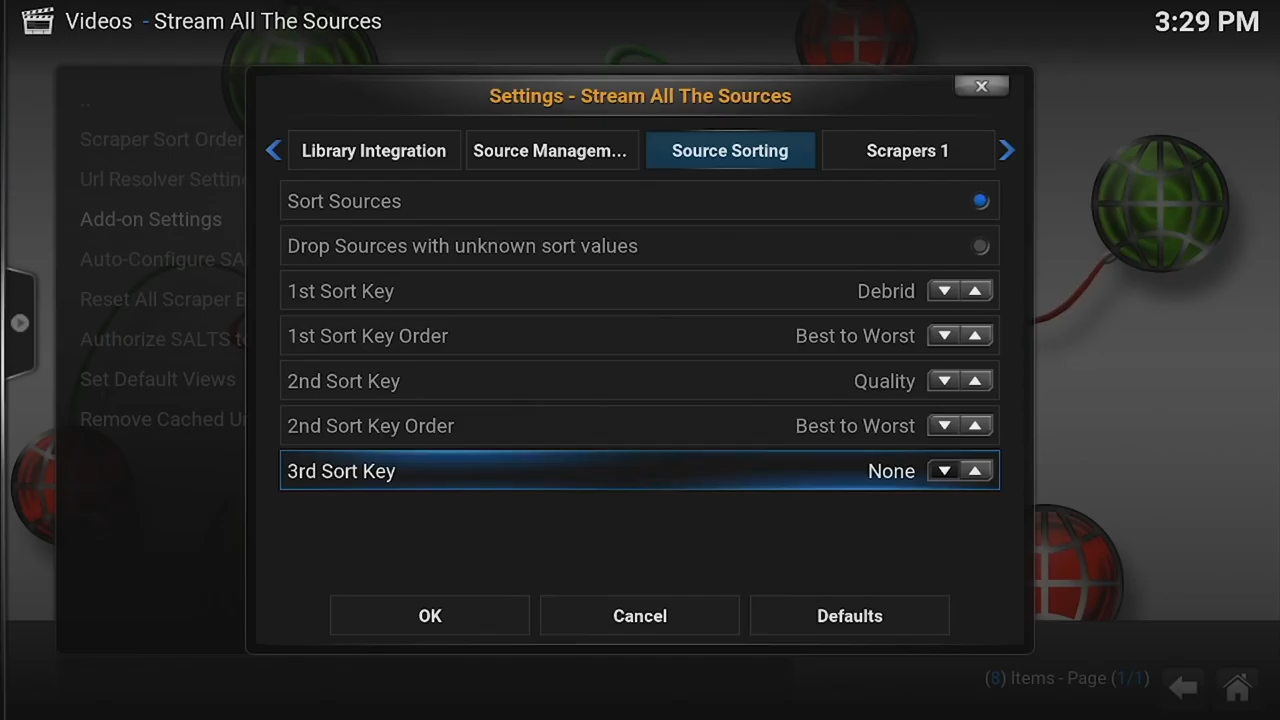 Videos - Stream All The Sources
3:29 PM
Settings - Stream All The Sources
Library Integration
Source Managem...
Source Sorting
Scrapers 1
..
Scraper Sort Order
Url Resolver Settin
Add-on Settings
Auto-Configure SA
Reset All Scraper
Authorize SALTS to
Set Default Views
Remove Cached
Sort Sources
Drop Sources with unknown sort values
1st Sort Key Debrid
1st Sort Key Order Best to Worst
2nd Sort Key Quality
2nd Sort Key Order Best to Worst
3rd Sort Key None
OK
Cancel
Defaults
(8) Items - Page (1/1)